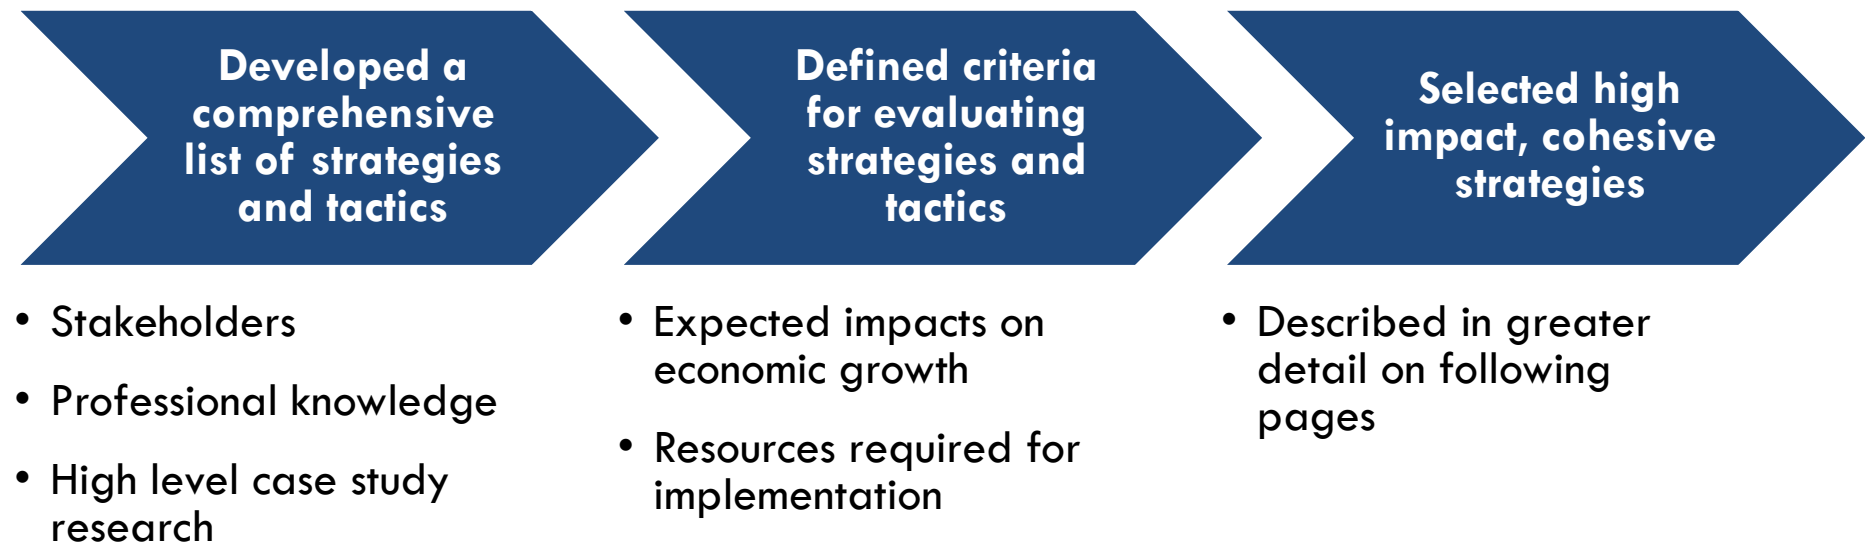 Developed a
comprehensive
list of strategies
and tactics
• Stakeholders
• Professional knowledge
• High level case study
research
Defined criteria
for evaluating
strategies and
tactics
• Expected impacts on
economic growth
• Resources required for
implementation
Selected high
impact, cohesive
strategies
• Described in greater
detail on following
pages